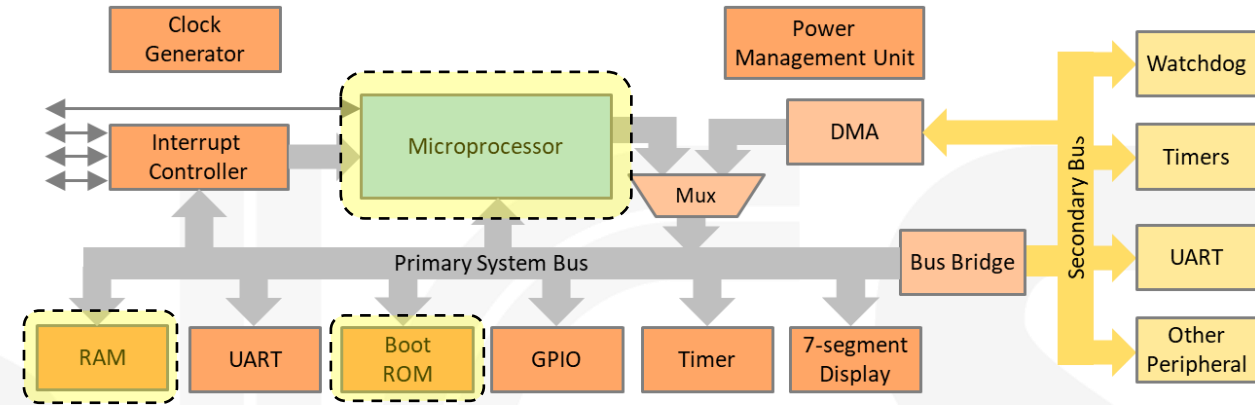 Clock
Generator
Power
Management Unit
Watchdog
Interrupt
Controller
Microprocessor
DMA
Timers
Mux
Secondary Bus
Primary System Bus
Bus Bridge
UART
RAM
UART
Boot
ROM
GPIO
Timer
7-segment
Display
Other
Peripheral